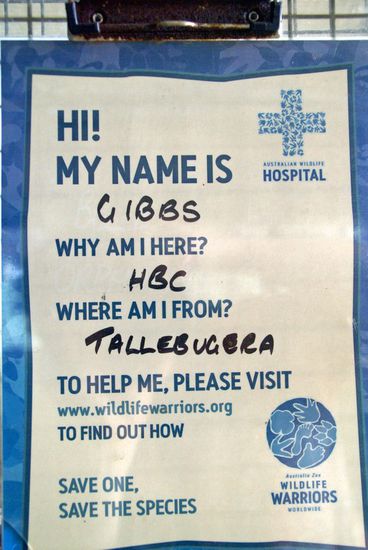 HI!
MY NAME IS
GIBBS
WHY AM I HERE?
HBC
WHERE AM I FROM?
TALLEBUGERA
TO HELP ME, PLEASE VISIT
www.wildlifewarriors.org
TO FIND OUT HOW
SAVE ONE,
SAVE THE SPECIES
AUSTRALIAN WILDLIFE
HOSPITAL
Australia Zoo
WILDLIFE
WARRIORS
WORLDWIDE